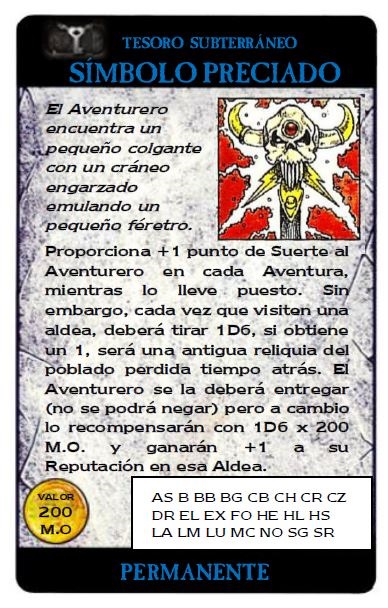 TESORO SUBTERRÁNEO
SÍMBOLO PRECIADO
El Aventurero
encuentra un
pequeño colgante
con un cráneo
engarzado
emulando un
pequeño féretro.
Proporciona +1 punto de Suerte al
Aventurero en cada Aventura,
mientras lo lleve puesto. Sin
embargo, cada vez que visiten una
aldea, deberá tirar 1D6, si obtiene
un 1, será una antigua reliquia del
poblado perdida tiempo atrás. El
Aventurero se la deberá entregar
(no se podrá negar) pero a cambio
lo recompensarán con 1D6 x 200
M.O. y ganarán +1 a su
Reputación en esa Aldea.
VALOR
200
M.O
AS B BB BG CB CH CR CZ
DR EL EX FO HE HL HS
LA LM LU MC NO SG SR
PERMANENTE